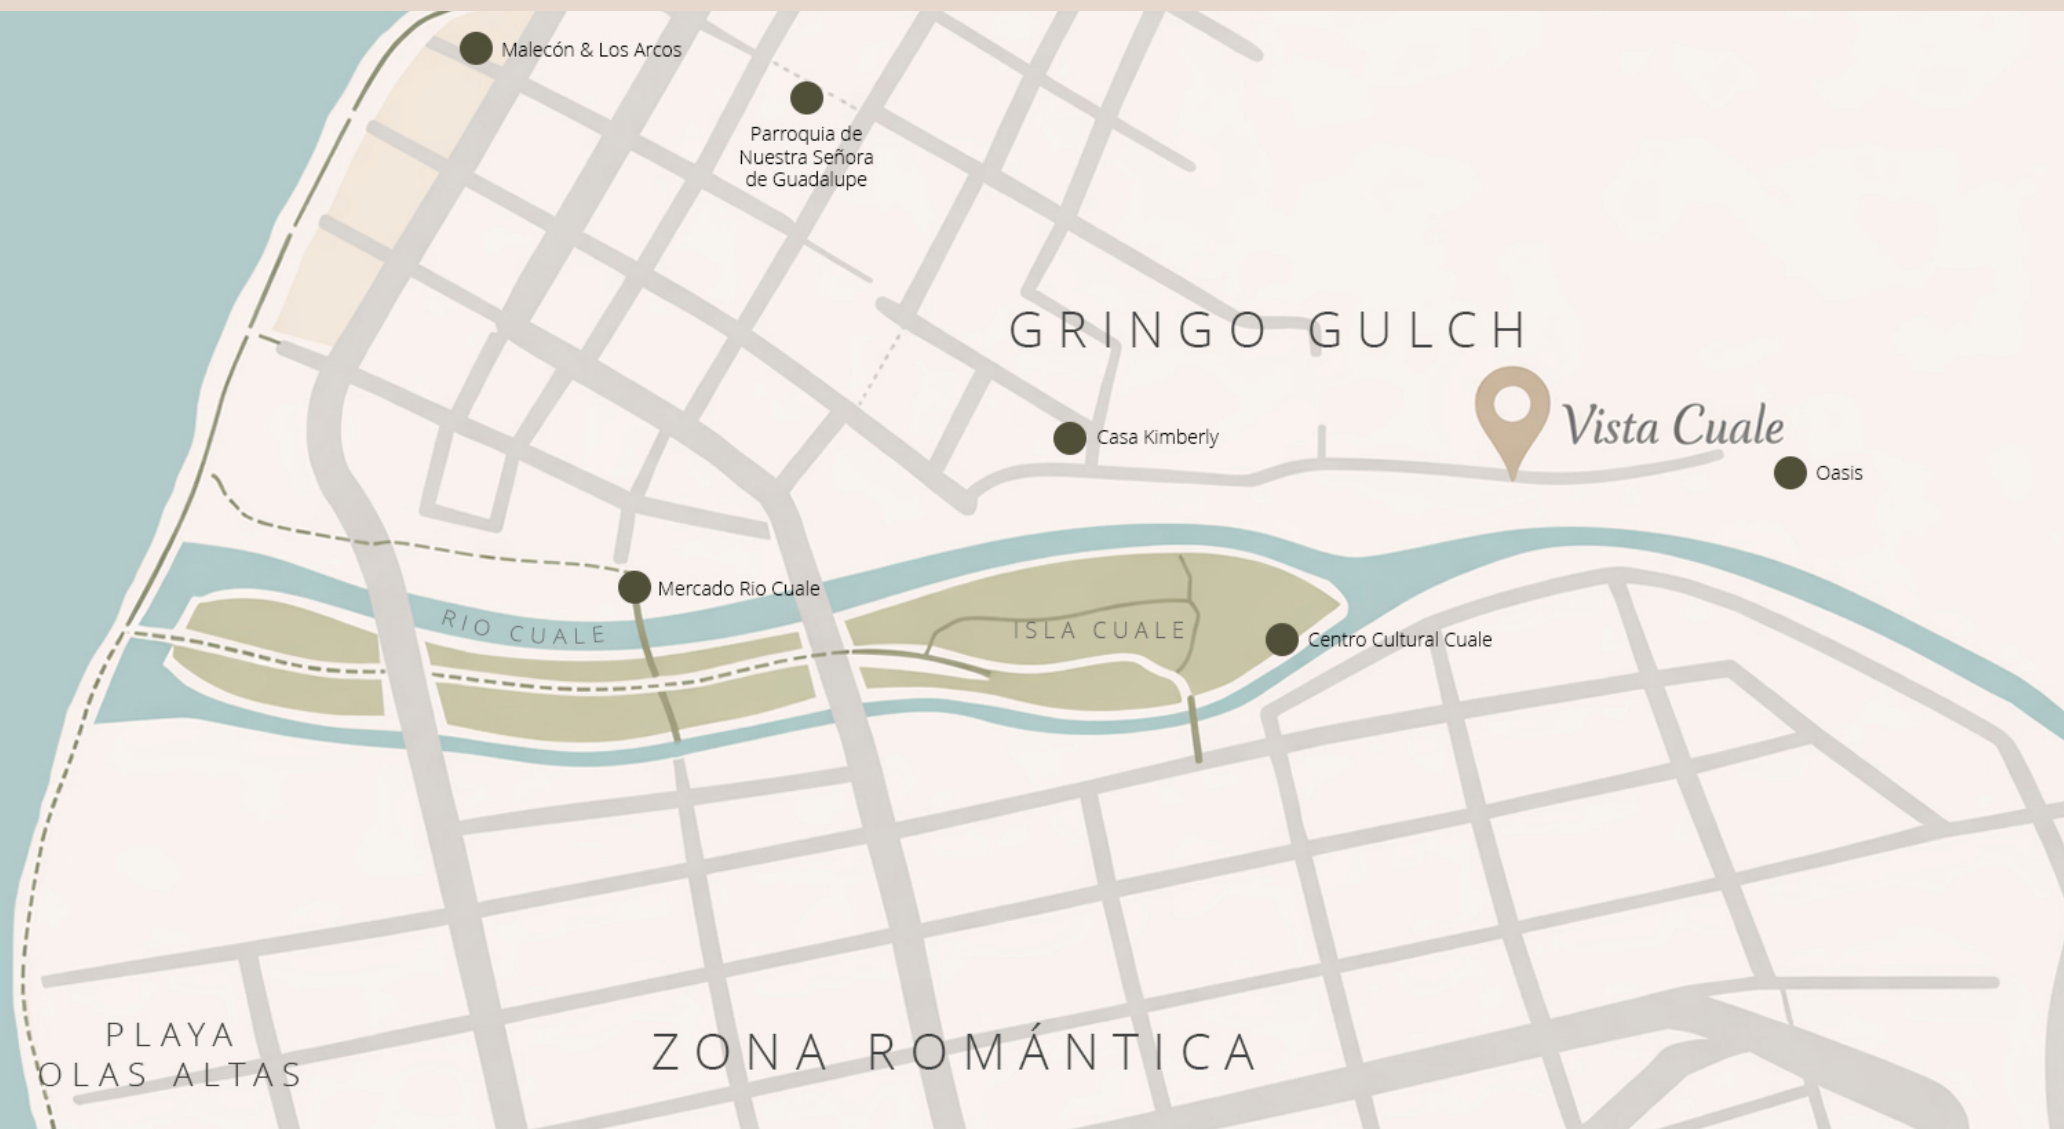 Malecón & Los Arcos
Parroquia de
Nuestra Señora
de Guadalupe
GRINGO GULCH
Vista Cuale
Casa Kimberly
Oasis
Mercado Rio Cuale
RIO CUALE
ISLA CUALE
Centro Cultural Cuale
PLAYA
OLAS ALTAS
ZONA ROMÁNTICA